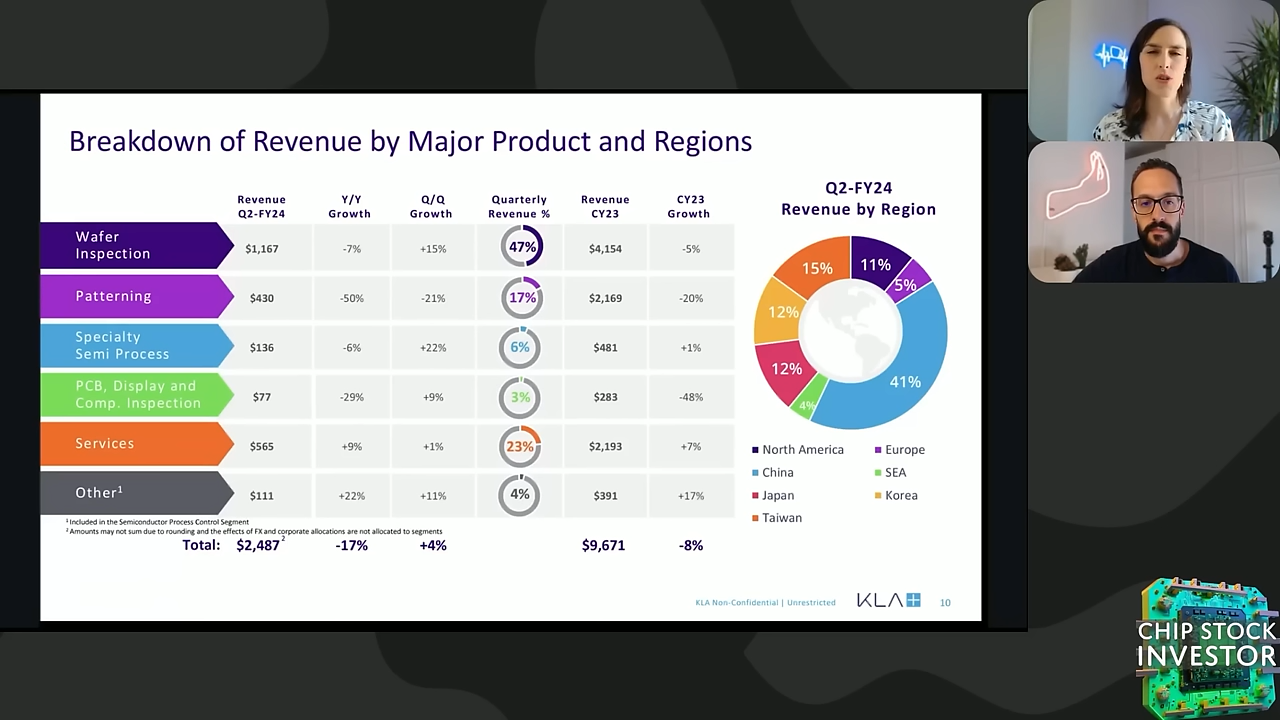 Breakdown of Revenue by Major Product and Regions
Revenue Q2-FY24
Y/Y Growth
Q/Q Growth
Quarterly Revenue %
Revenue CY23
CY23 Growth
Wafer Inspection $1,167 -7% +15% 47% $4,154 -5%
Patterning $430 -50% -21% 17% $2,169 -20%
Specialty Semi Process $136 -6% +22% 6% $481 +1%
PCB, Display and Comp. Inspection $77 -29% +9% 3% $283 -48%
Services $565 +9% +1% 23% $2,193 +7%
Other1 $111 +22% +11% 4% $391 +17%
1 Included in the Semiconductor Process Control Segment
2 Amounts may not sum due to rounding and the effects of FX and corporate allocations are not allocated to segments
Total: $2,487 2 -17% +4% $9,671 -8%
Q2-FY24
Revenue by Region
11%
5%
41%
4%
12%
12%
15%
North America Europe
China SEA
Japan Korea
Taiwan
KLA Non-Confidential | Unrestricted KLA 10
CHIP STOCK
INVESTOR